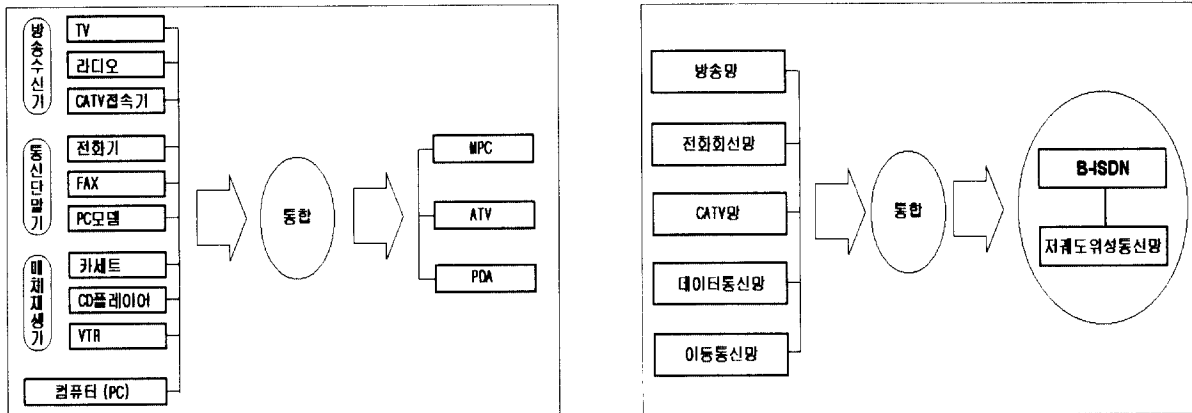 방송수신기
TV
라디오
CATV접속기
통신단말기
전화기
FAX
PC모뎀
매체재생기
카세트
CD플레이어
VTR
컴퓨터 (PC)
통합
MPC
ATV
PDA
방송망
전화회선망
CATV망
데이터통신망
이동통신망
통합
B-ISDN
저궤도위성통신망